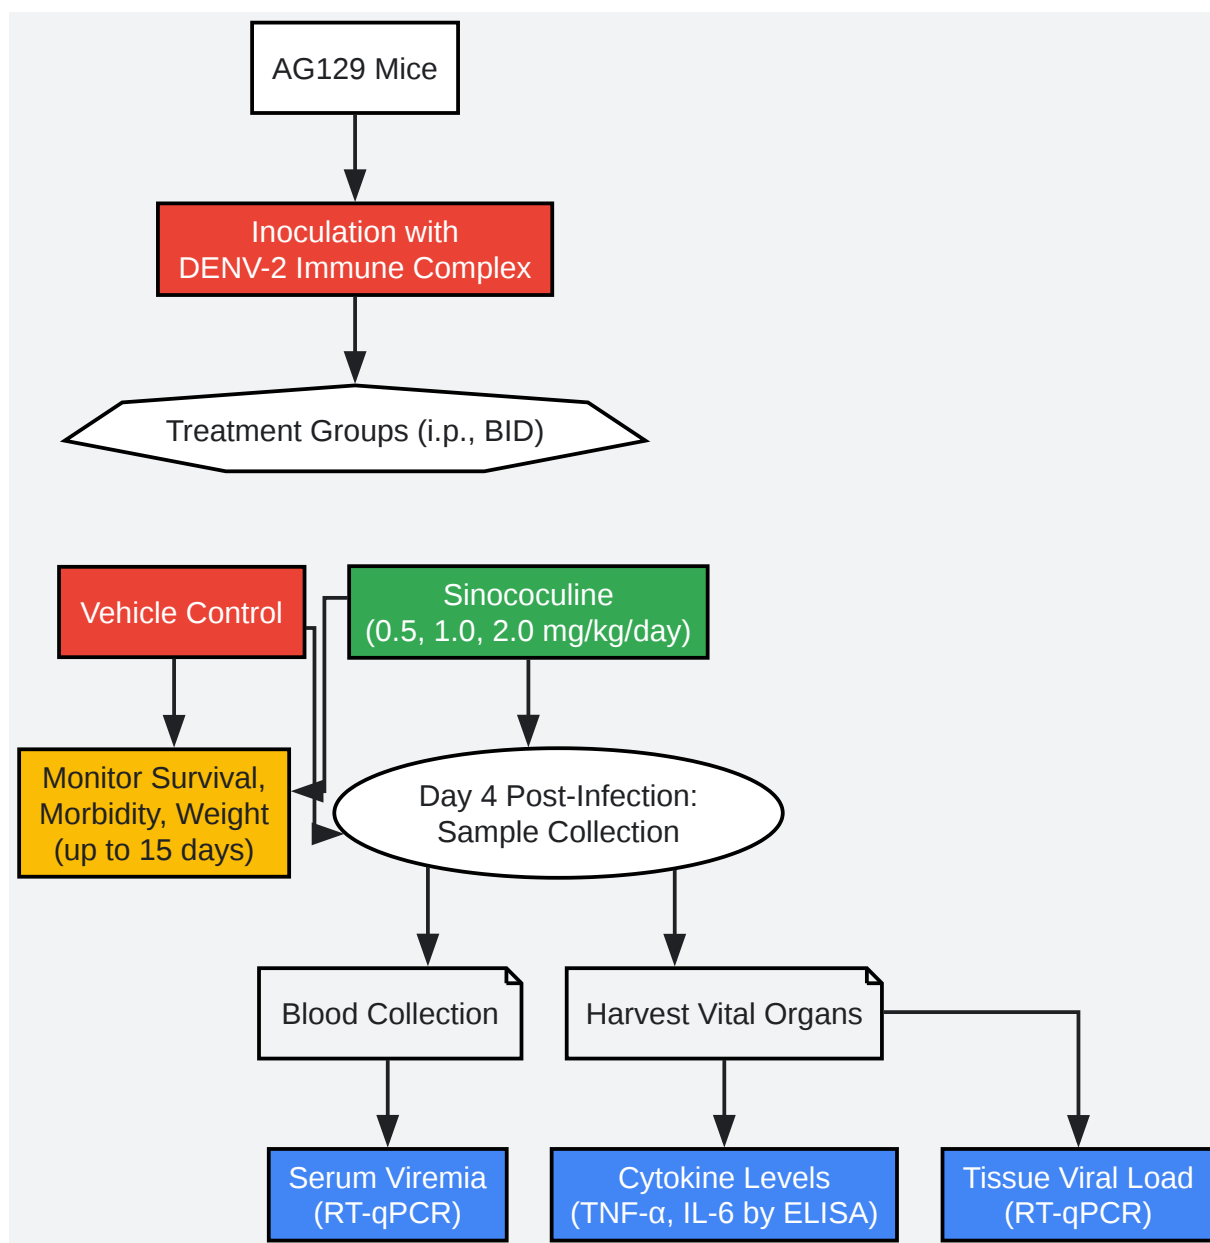 AG129 Mice
Inoculation with
DENV-2 Immune Complex
Treatment Groups (i.p., BID)
Vehicle Control
Sinococuline
(0.5, 1.0, 2.0 mg/kg/day)
Monitor Survival,
Morbidity, Weight
(up to 15 days)
Day 4 Post-Infection:
Sample Collection
Blood Collection
Harvest Vital Organs
Serum Viremia
(RT-qPCR)
Cytokine Levels
(TNF-α, IL-6 by ELISA)
Tissue Viral Load
(RT-qPCR)